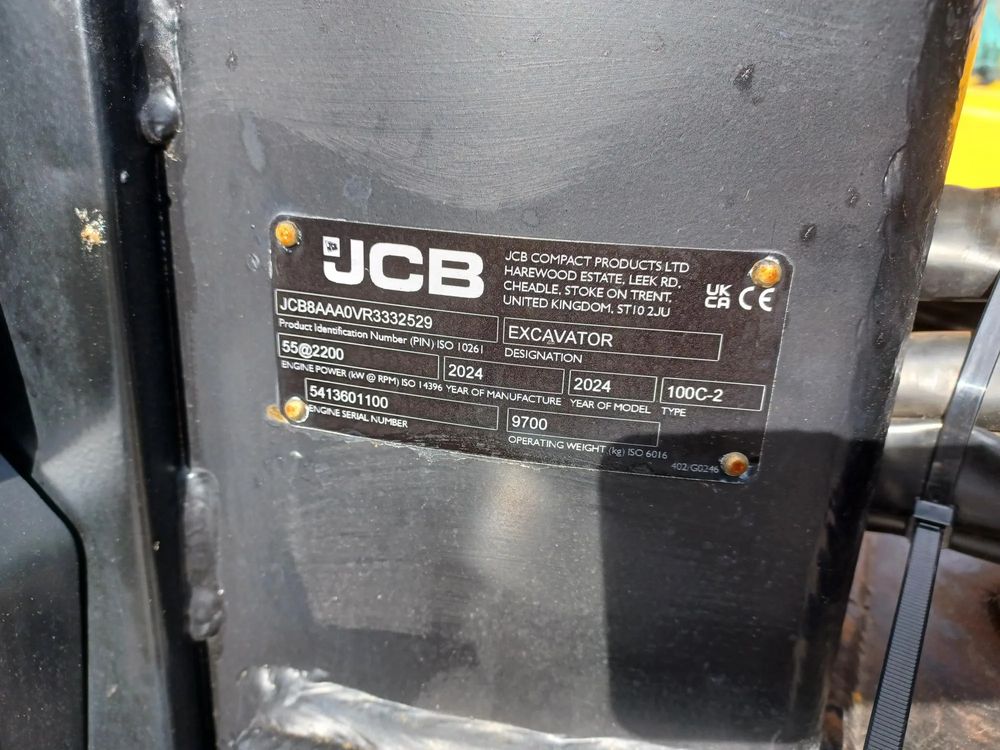 JCB
JCB COMPACT PRODUCTS LTD
HAREWOOD ESTATE, LEEK RD,
CHEADLE, STOKE ON TRENT,
UNITED KINGDOM, ST10 2JU
UK
CA CE
JCB8AAA0VR3332529
Product Identification Number (PIN) ISO 10261
EXCAVATOR
DESIGNATION
55@2200
ENGINE POWER (kW @ RPM) ISO 14396
2024
YEAR OF MANUFACTURE
2024
YEAR OF MODEL
100C-2
TYPE
5413601100
ENGINE SERIAL NUMBER
9700
OPERATING WEIGHT (kg) ISO 6016
402/G0246